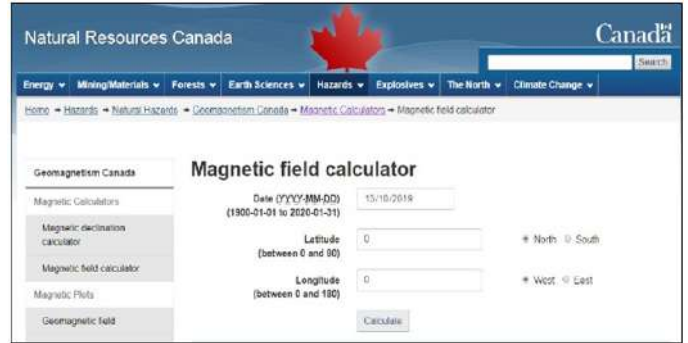 Natural Resources Canada
Canada
Search
Energy
Mining/Materials
Forests
Earth Sciences
Hazards
Explosives
The North
Climate Change
Home → Hazards → Natural Hazards → Geomagnetism Canada → Magnetic Calculators → Magnetic field calculator
Geomagnetism Canada
Magnetic Calculators
Magnetic declination
calculator
Magnetic field calculator
Magnetic Plots
Geomagnetic field
Magnetic field calculator
Date (YYYY-MM-DD)
(1900-01-01 to 2020-01-31)
15/10/2019
Latitude
(between 0 and 90)
0
North South
Longitude
(between 0 and 180)
0
West East
Calculate